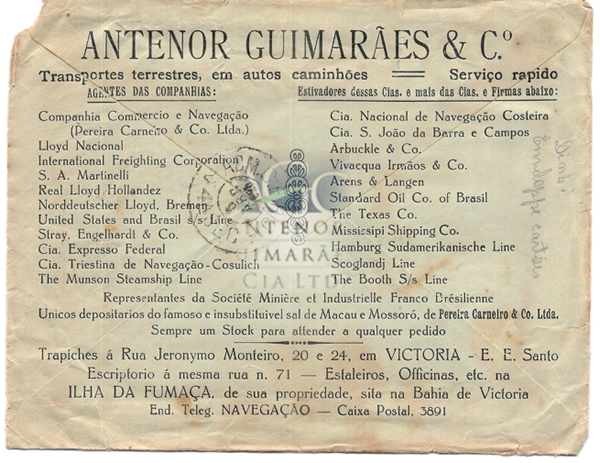 ANTENOR GUIMARÃES & C.º
Transportes terrestres, em autos caminhões == Serviço rapido
AGENTES DAS COMPANHIAS:
Companhia Commercio e Navegação
(Pereira Carneiro & Co. Ltda.)
Lloyd Nacional
International Freighting Corporation
S. A. Martinelli
Real Lloyd Hollandez
Norddeutscher Lloyd, Bremen
United States and Brasil s/s Line
Stray, Engelhardt & Co.
Cia. Expresso Federal
Cia. Triestina de Navegação-Cosulich
The Munson Steamship Line
Estivadores dessas Cias. e mais das Cias. e Firmas abaixo:
Cia. Nacional de Navegação Costeira
Cia. S. João da Barra e Campos
Arbuckle & Co.
Vivacqua Irmãos & Co.
Arens & Langen
Standard Oil Co. of Brasil
The Texas Co.
Missicipi Shipping Co.
Hamburg Sudamerikanische Line
Scoglandj Line
The Booth S/s Line
ANTENOR
GUIMARÃES
CIA LTDA
Representantes da Société Minière et Industrielle Franco Brésilienne
Unicos depositarios do famoso e insubstituivel sal de Macau e Mossoró, de Pereira Carneiro & Co. Ltda.
Sempre um Stock para attender a qualquer pedido
Trapiches á Rua Jeronymo Monteiro, 20 e 24, em VICTORIA - E. E. Santo
Escriptorio á mesma rua n. 71 — Estaleiros, Officinas, etc. na
ILHA DA FUMAÇA, de sua propriedade, sita na Bahia de Victoria
End. Teleg. NAVEGAÇÃO — Caixa Postal, 3891